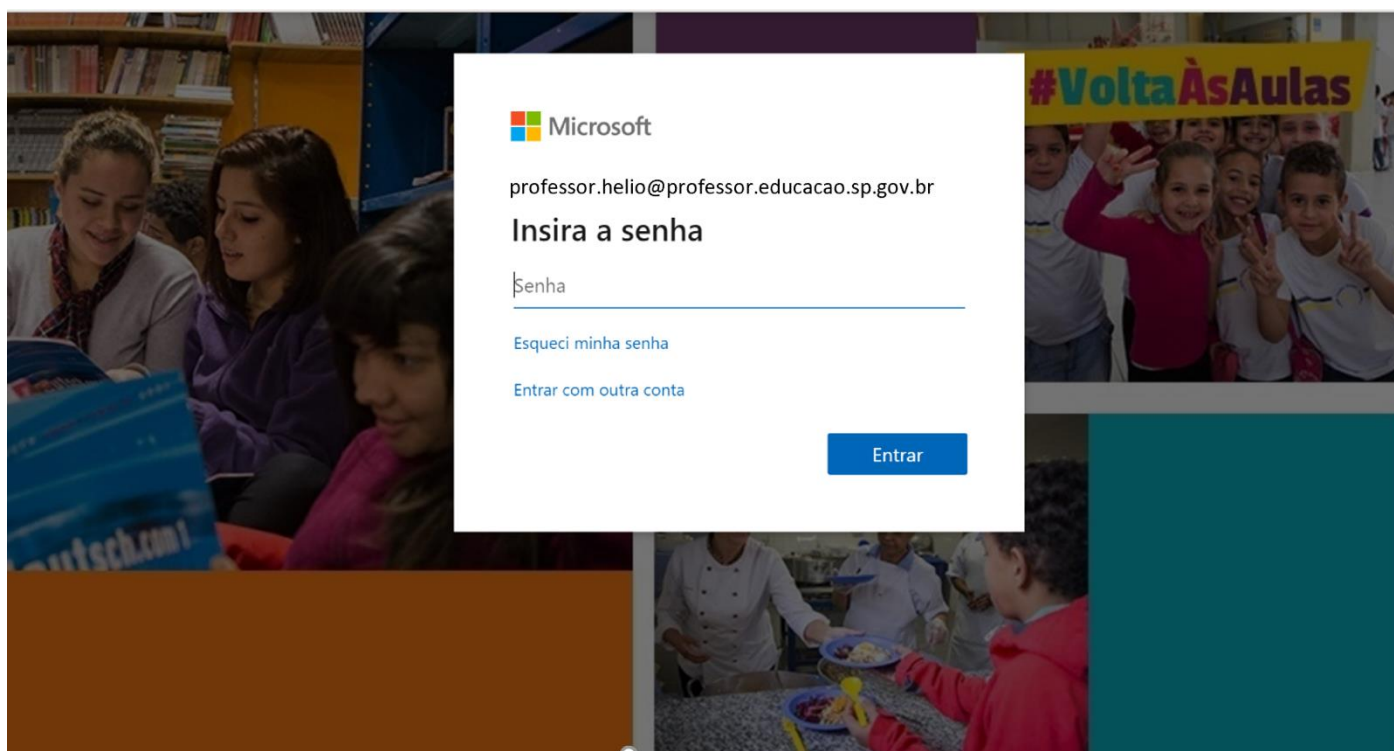 #VoltaÀsAulas
Microsoft
professor.helio@professor.educacao.sp.gov.br
Insira a senha
Senha
Esqueci minha senha
Entrar com outra conta
Entrar